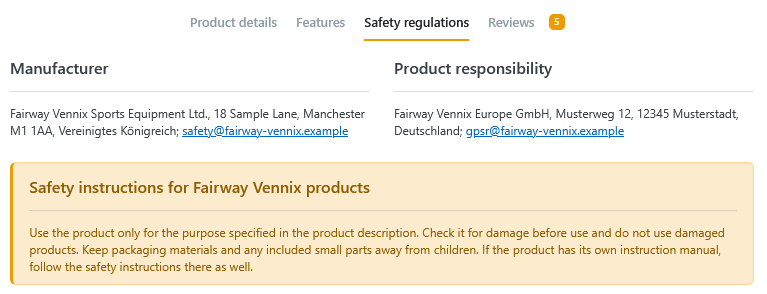 Product details Features Safety regulations Reviews 5
Manufacturer
Fairway Vennix Sports Equipment Ltd., 18 Sample Lane, Manchester
M1 1AA, Vereinigtes Königreich; safety@fairway-vennix.example
Product responsibility
Fairway Vennix Europe GmbH, Musterweg 12, 12345 Musterstadt,
Deutschland; gpsr@fairway-vennix.example
Safety instructions for Fairway Vennix products
Use the product only for the purpose specified in the product description. Check it for damage before use and do not use damaged
products. Keep packaging materials and any included small parts away from children. If the product has its own instruction manual,
follow the safety instructions there as well.